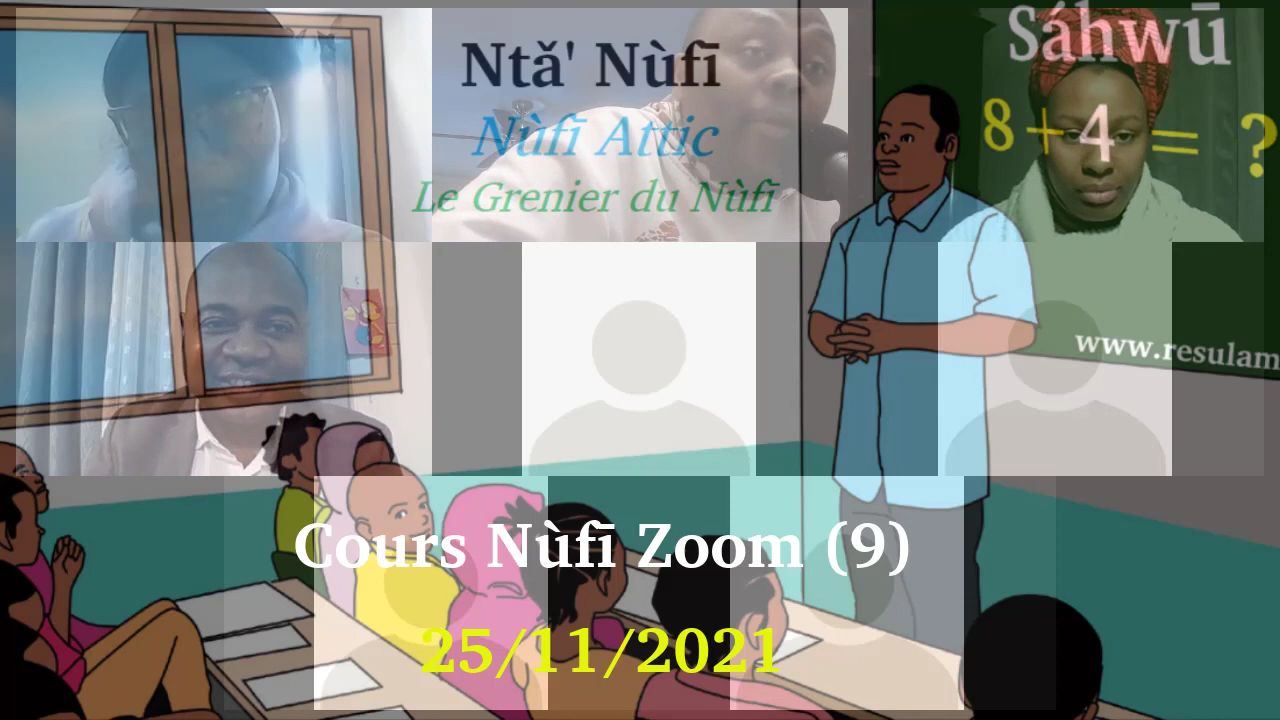 Ntǎ' Nùfī
Nùfī Attic
Le Grenier du Nùfī
Sáhwū
8 + 4 = ?
www.resulam
Cours Nùfī Zoom (9)
25/11/2021